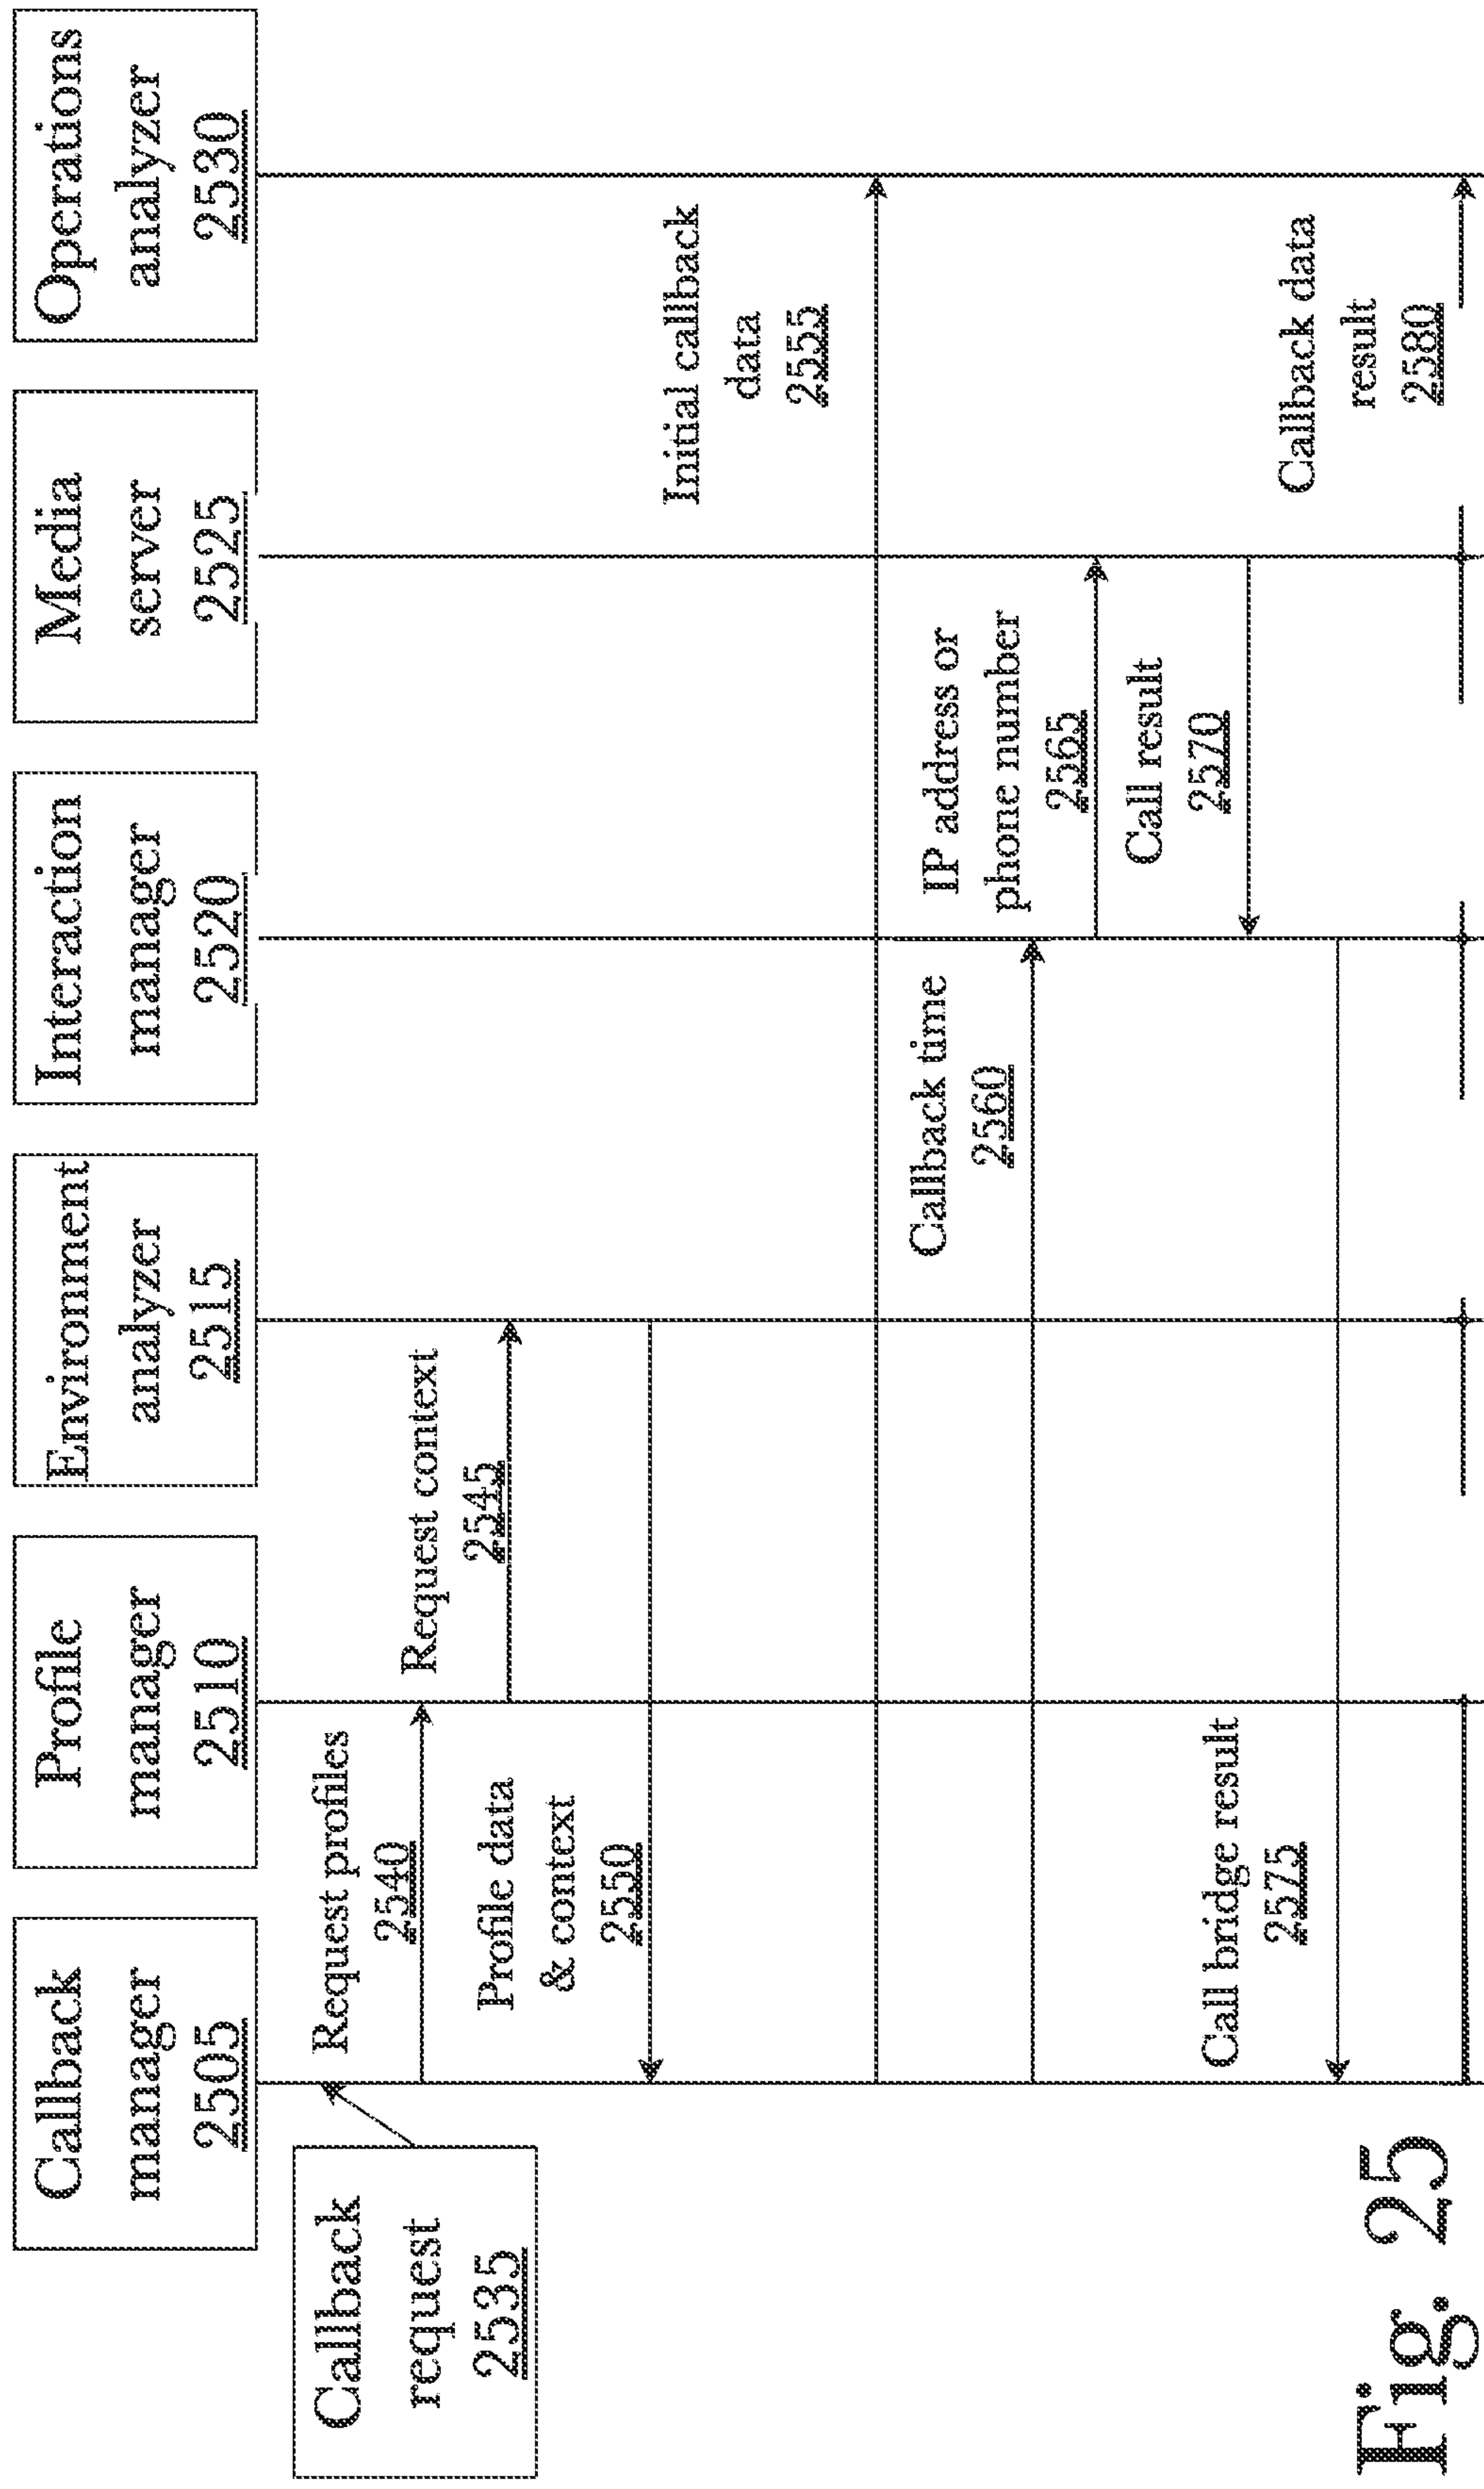 Callback
manager
2505
Profile
manager
2510
Environment
analyzer
2515
Interaction
manager
2520
Media
server
2525
Operations
analyzer
2530
Callback
request
2535
Request profiles
2540
Request context
2545
Profile data
& context
2550
Initial callback
data
2555
Callback time
2560
IP address or
phone number
2565
Call result
2570
Call bridge result
2575
Callback data
result
2580
Fig. 25